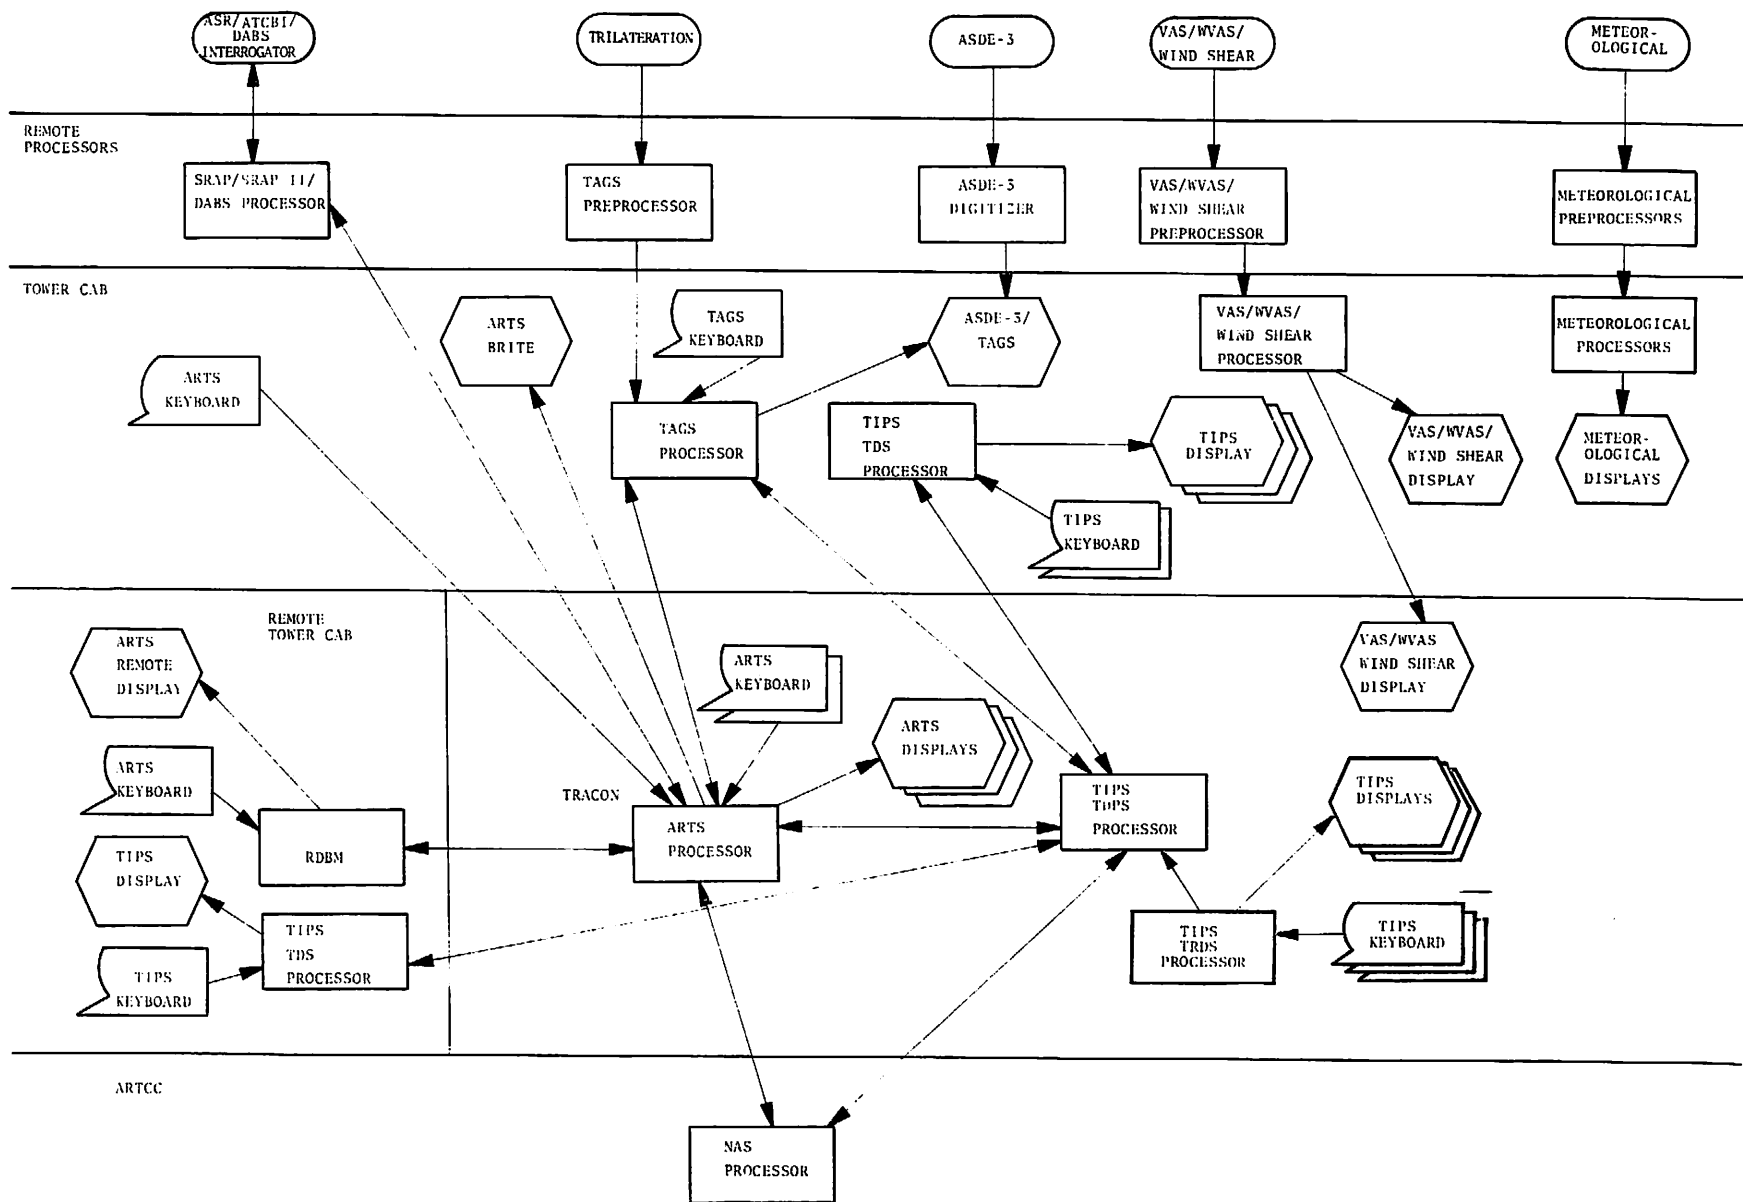 ASR/ATCBI/
DABS
INTERROGATOR
TRILATERATION
ASDE-3
VAS/WVAS/
WIND SHEAR
METEOR-
OLOGICAL
REMOTE
PROCESSORS
SRAP/SRAP II/
DABS PROCESSOR
TAGS
PREPROCESSOR
ASDE-3
DIGITIZER
VAS/WVAS/
WIND SHEAR
PREPROCESSOR
METEOROLOGICAL
PREPROCESSORS
TOWER CAB
ARTS
BRITE
TAGS
KEYBOARD
ASDE-3/
TAGS
VAS/WVAS/
WIND SHEAR
PROCESSOR
METEOROLOGICAL
PROCESSORS
ARTS
KEYBOARD
TAGS
PROCESSOR
TIPS
TDS
PROCESSOR
TIPS
DISPLAY
VAS/WVAS/
WIND SHEAR
DISPLAY
METEOR-
OLOGICAL
DISPLAYS
TIPS
KEYBOARD
REMOTE
TOWER CAB
ARTS
REMOTE
DISPLAY
ARTS
KEYBOARD
VAS/WVAS
WIND SHEAR
DISPLAY
ARTS
DISPLAYS
ARTS
KEYBOARD
TRACON
TIPS
TDPS
PROCESSOR
TIPS
DISPLAYS
RDBM
ARTS
PROCESSOR
TIPS
DISPLAY
TIPS
TDS
PROCESSOR
TIPS
TRDS
PROCESSOR
TIPS
KEYBOARD
TIPS
KEYBOARD
ARTCC
NAS
PROCESSOR